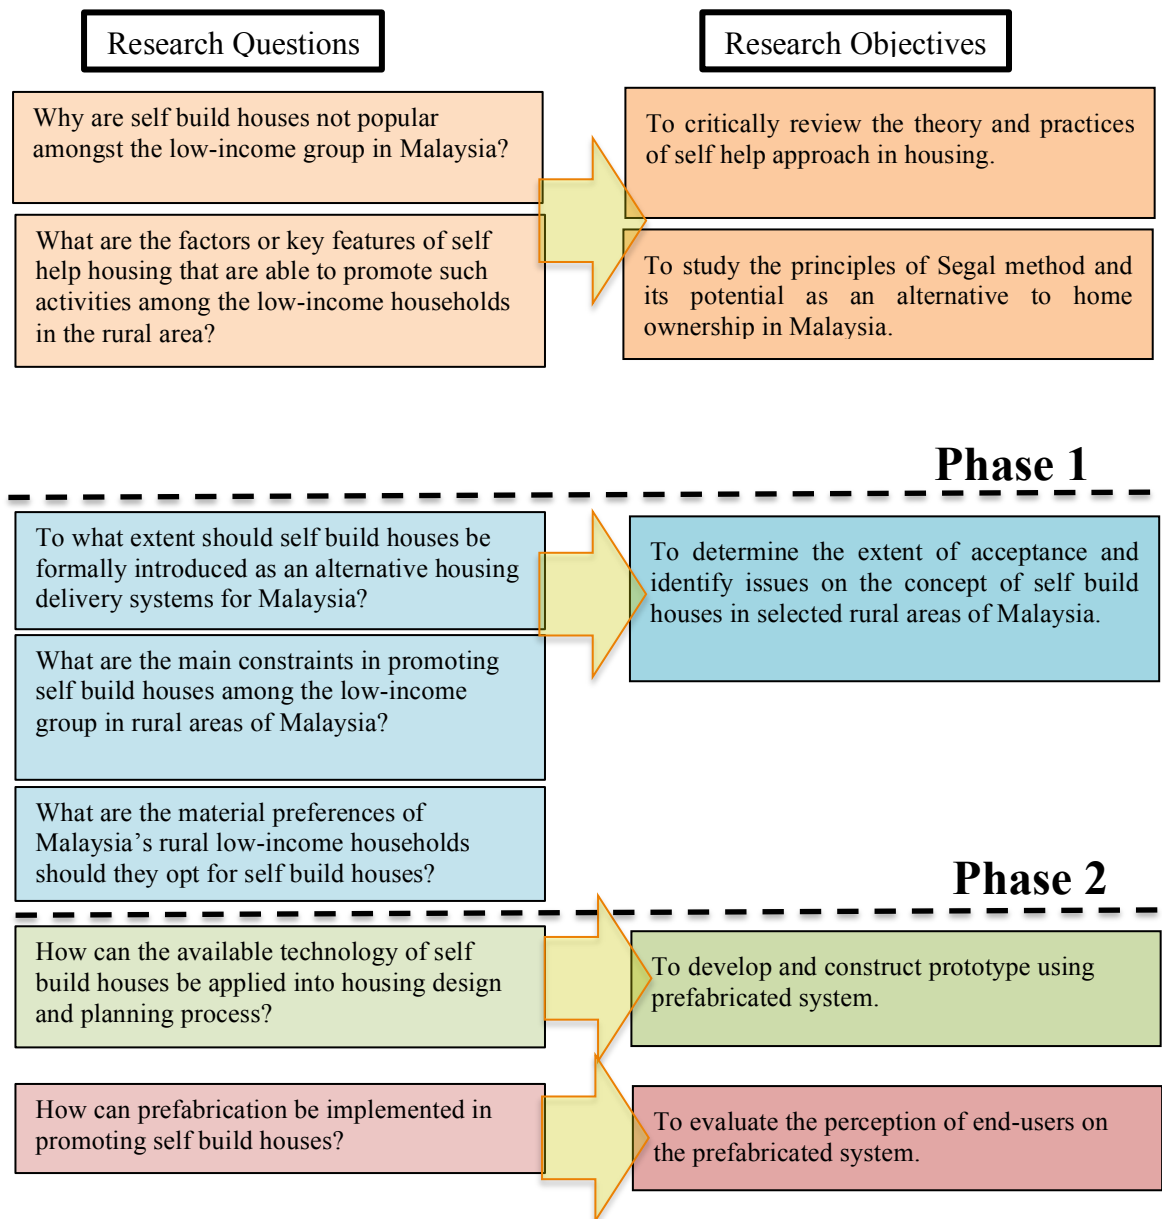 Research Questions
Research Objectives
Why are self build houses not popular
amongst the low-income group in Malaysia?
To critically review the theory and practices
of self help approach in housing.
What are the factors or key features of self
help housing that are able to promote such
activities among the low-income households
in the rural area?
To study the principles of Segal method and
its potential as an alternative to home
ownership in Malaysia.
Phase 1
To what extent should self build houses be
formally introduced as an alternative housing
delivery systems for Malaysia?
To determine the extent of acceptance and
identify issues on the concept of self build
houses in selected rural areas of Malaysia.
What are the main constraints in promoting
self build houses among the low-income
group in rural areas of Malaysia?
What are the material preferences of
Malaysia's rural low-income households
should they opt for self build houses?
Phase 2
How can the available technology of self
build houses be applied into housing design
and planning process?
To develop and construct prototype using
prefabricated system.
How can prefabrication be implemented in
promoting self build houses?
To evaluate the perception of end-users on
the prefabricated system.